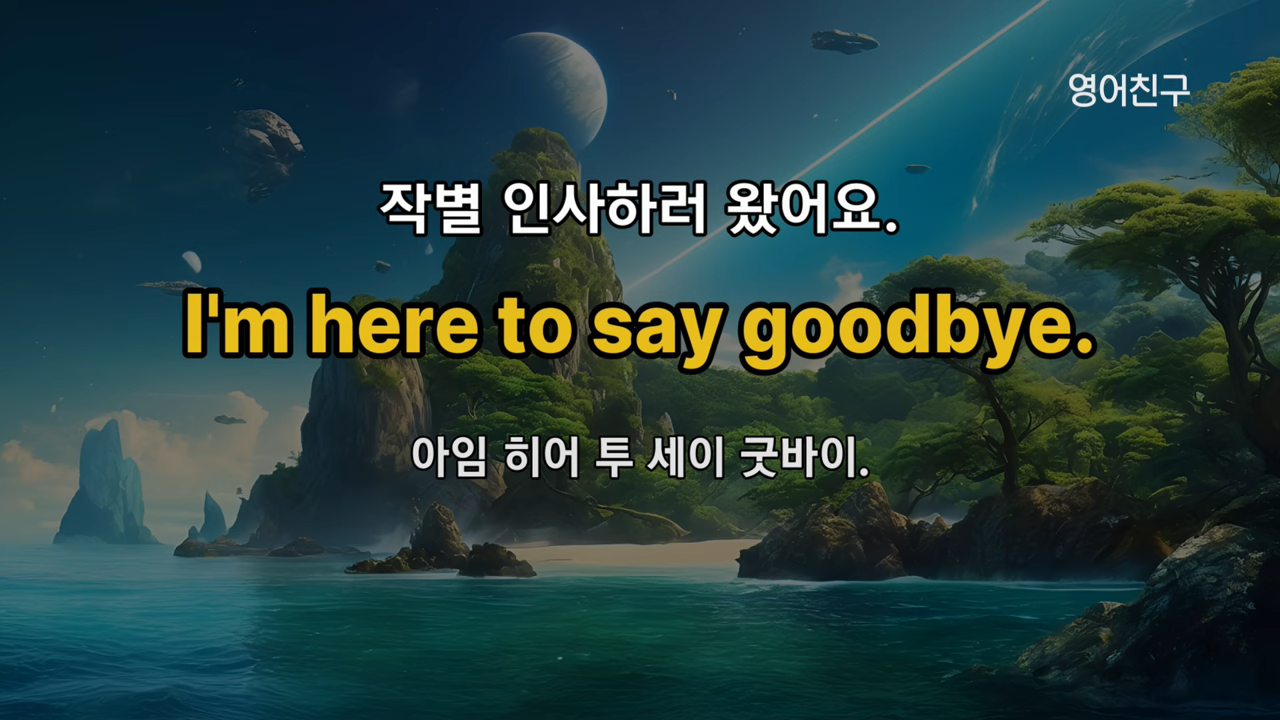 영어친구
작별 인사하러 왔어요.
I'm here to say goodbye.
아임 히어 투 세이 굿바이.